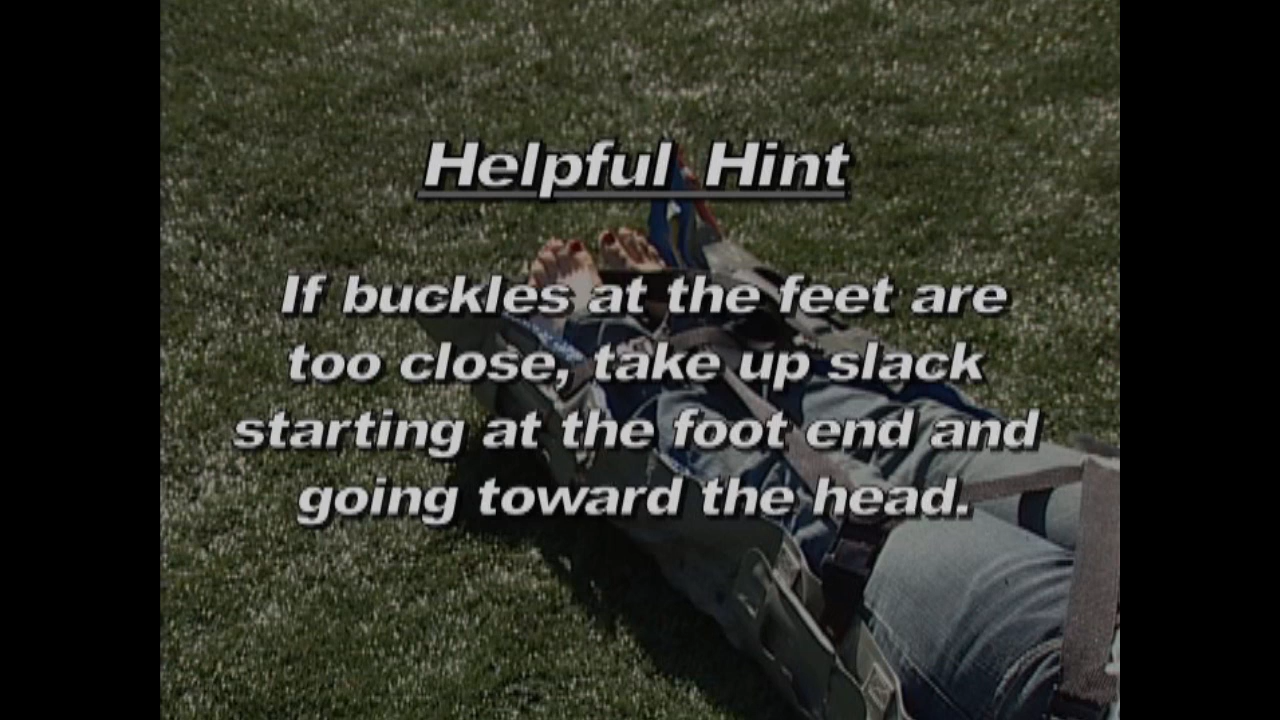 Helpful Hint
If buckles at the feet are
too close, take up slack
starting at the foot end and
going toward the head.